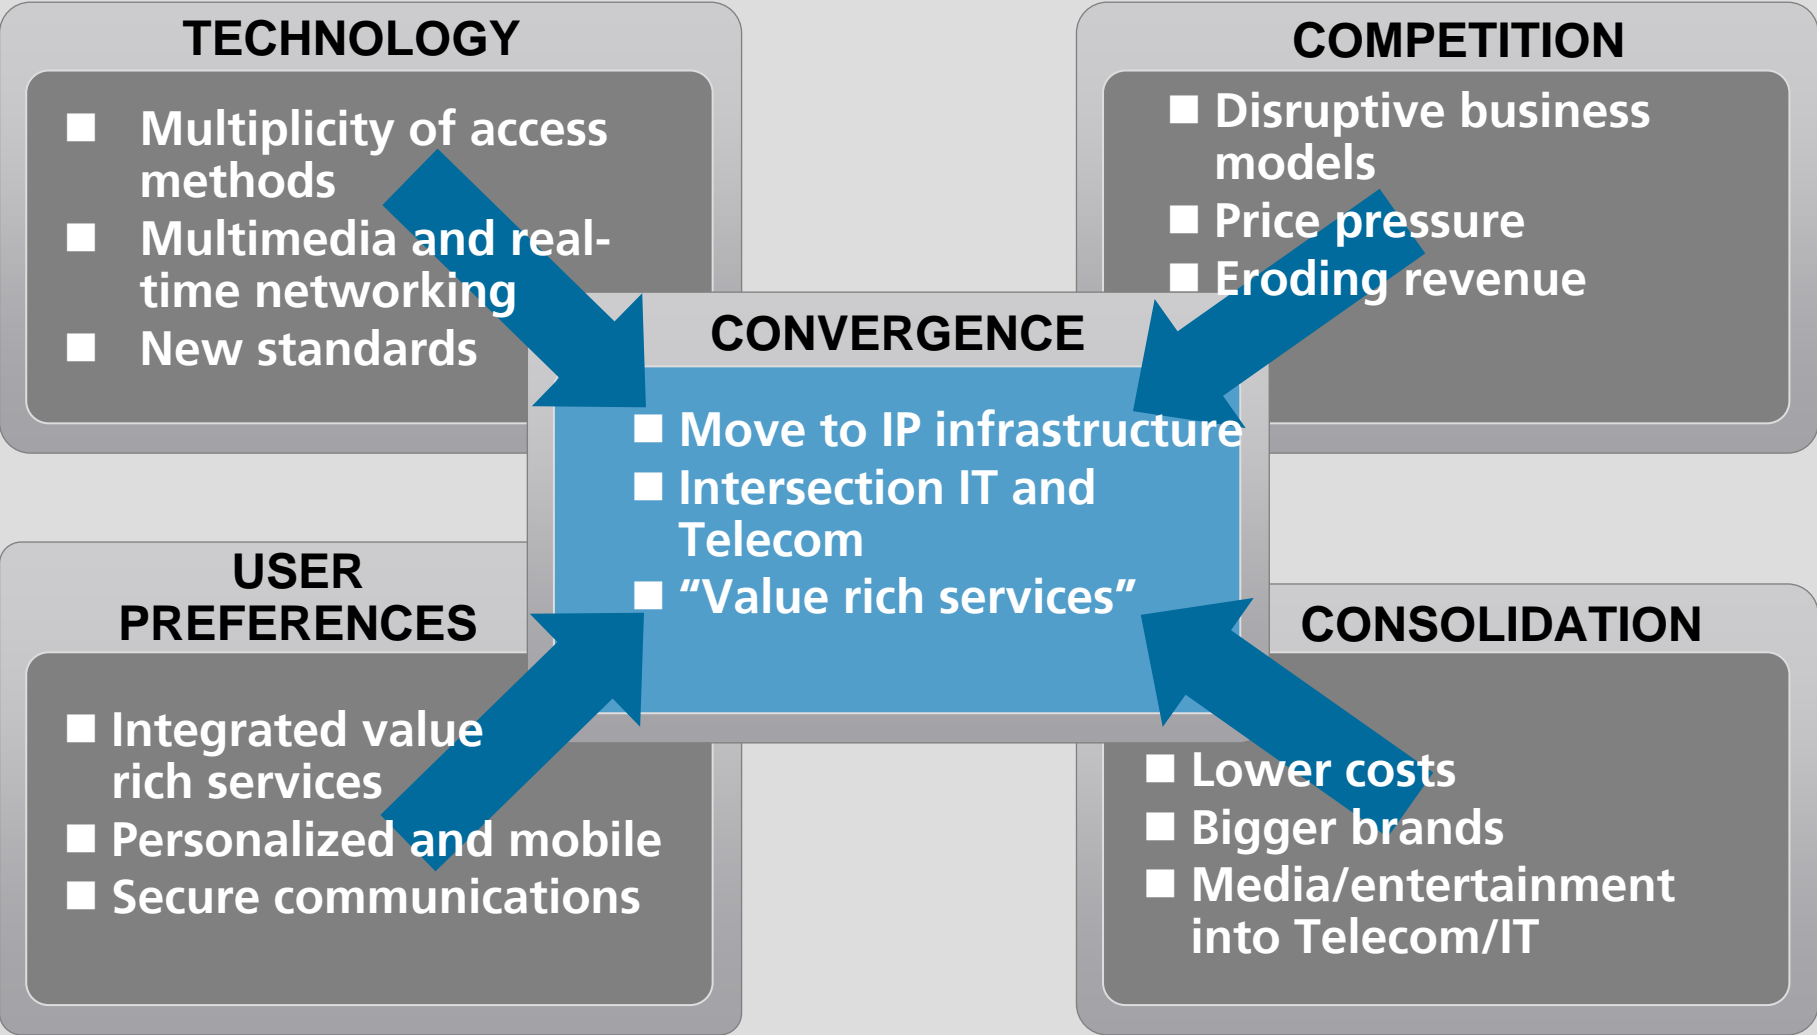 TECHNOLOGY
■ Multiplicity of access
methods
■ Multimedia and real-
time networking
■ New standards
COMPETITION
■ Disruptive business
models
■ Price pressure
■ Eroding revenue
CONVERGENCE
■ Move to IP infrastructure
■ Intersection IT and
Telecom
■ “Value rich services”
USER
PREFERENCES
■ Integrated value
rich services
■ Personalized and mobile
■ Secure communications
CONSOLIDATION
■ Lower costs
■ Bigger brands
■ Media/entertainment
into Telecom/IT